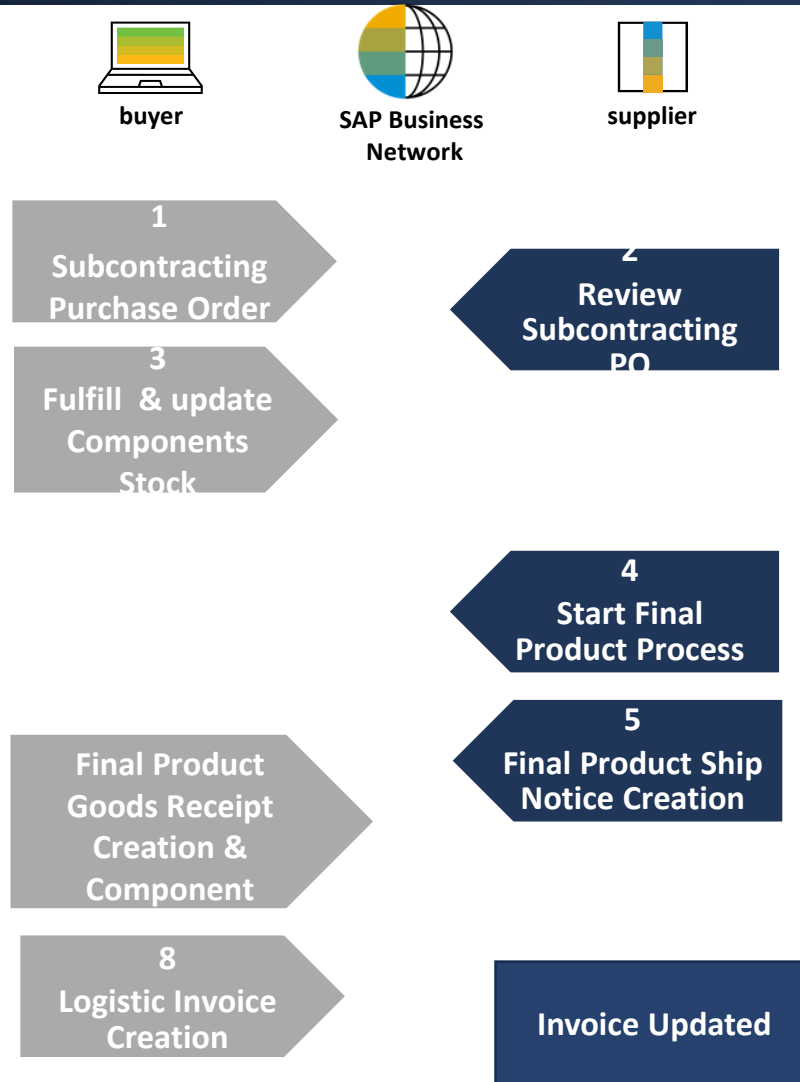 buyer
SAP Business
Network
supplier
1
Subcontracting
Purchase Order
2
Review
Subcontracting
PO
3
Fulfill & update
Components
Stock
4
Start Final
Product Process
5
Final Product Ship
Notice Creation
Final Product
Goods Receipt
Creation &
Component
8
Logistic Invoice
Creation
Invoice Updated